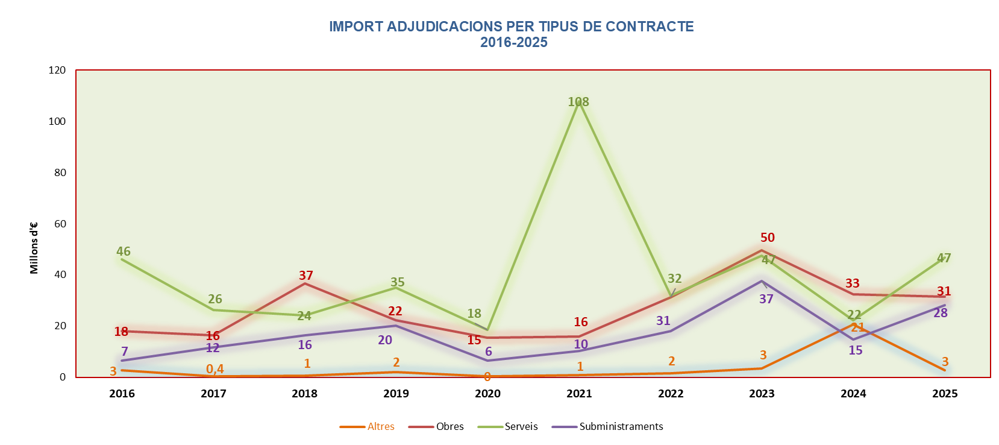 IMPORT ADJUDICACIONS PER TIPUS DE CONTRACTE
2016-2025
Millons d'€
120
100
80
60
40
20
0
46 26 24 35 18 108 32 47 22 47
18 16 37 22 15 16 50 33 31
7 12 16 20 6 10 31 37 15 28
3 0,4 1 2 0 1 2 3 21 3
2016 2017 2018 2019 2020 2021 2022 2023 2024 2025
Altres Obres Serveis Subministraments